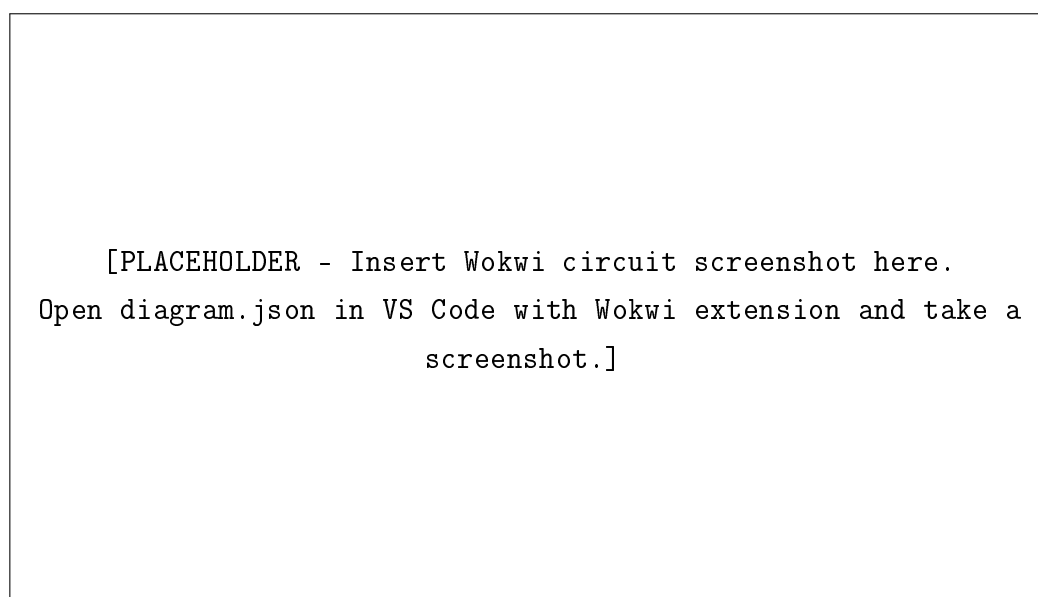 [PLACEHOLDER - Insert Wokwi circuit screenshot here.
Open diagram.json in VS Code with Wokwi extension and take a
screenshot.]